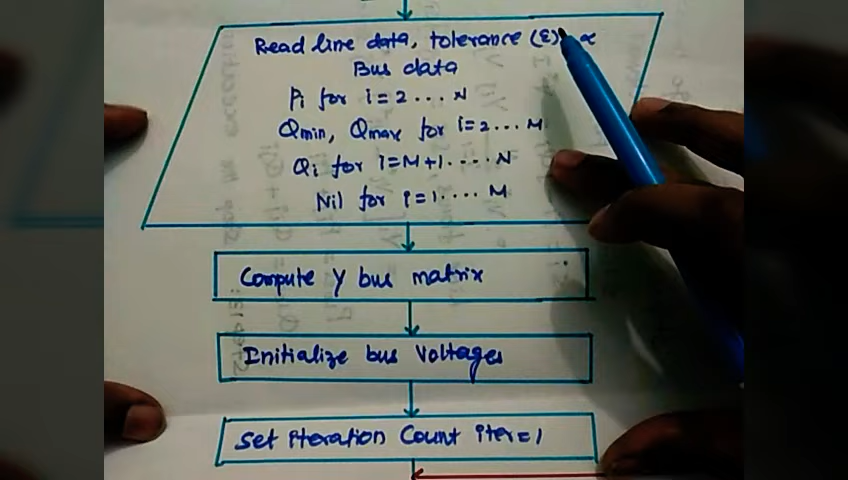 Read line data, tolerance (ε) α
Bus data
Pi for i = 2 ... N
Qmin, Qmax for i=2 ... M
Qi for i=M+1 .... N
Nil for i=1 .... M
Compute Y bus matrix
Initialize bus voltages
Set iteration Count iter=1